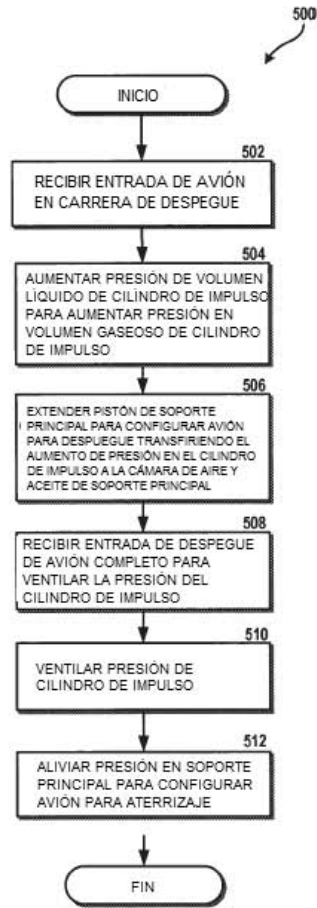 500
INICIO
502
RECIBIR ENTRADA DE AVIÓN
EN CARRERA DE DESPEGUE
504
AUMENTAR PRESIÓN DE VOLUMEN
LÍQUIDO DE CILINDRO DE IMPULSO
PARA AUMENTAR PRESIÓN EN
VOLUMEN GASEOSO DE CILINDRO
DE IMPULSO
506
EXTENDER PISTÓN DE SOPORTE
PRINCIPAL PARA CONFIGURAR AVIÓN
PARA DESPUEGUE TRANSFIRIENDO EL
AUMENTO DE PRESIÓN EN EL CILINDRO
DE IMPULSO A LA CÁMARA DE AIRE Y
ACEITE DE SOPORTE PRINCIPAL
508
RECIBIR ENTRADA DE DESPEGUE
DE AVIÓN COMPLETO PARA
VENTILAR LA PRESIÓN DEL
CILINDRO DE IMPULSO
510
VENTILAR PRESIÓN DE
CILINDRO DE IMPULSO
512
ALIVIAR PRESIÓN EN SOPORTE
PRINCIPAL PARA CONFIGURAR
AVIÓN PARA ATERRIZAJE
FIN